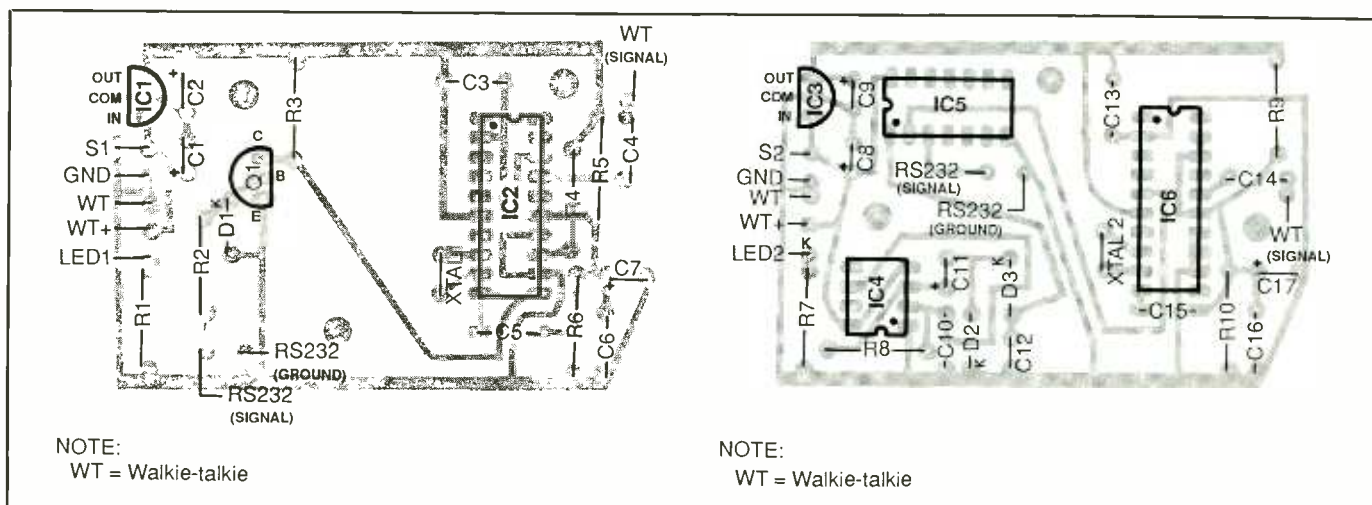 OUT
COM
IN
IC1
C2
C1
S1
GND
WT
WT+
LED1
R1
R2
D1
K
C
B
E
1
R3
C3
IC2
R4
R5
WT
(SIGNAL)
C4
XTAL
C5
R6
C6
C7
RS232
(GROUND)
RS232
(SIGNAL)
NOTE:
WT = Walkie-talkie
OUT
COM
IN
IC3
C9
C8
S2
GND
WT
WT+
LED2
K
R7
IC5
RS232
(SIGNAL)
RS232
(GROUND)
IC4
R8
C11
C10
D2
K
D3
K
C12
C13
IC6
XTAL 2
C15
R9
C14
WT
(SIGNAL)
C17
R10
C16
NOTE:
WT = Walkie-talkie